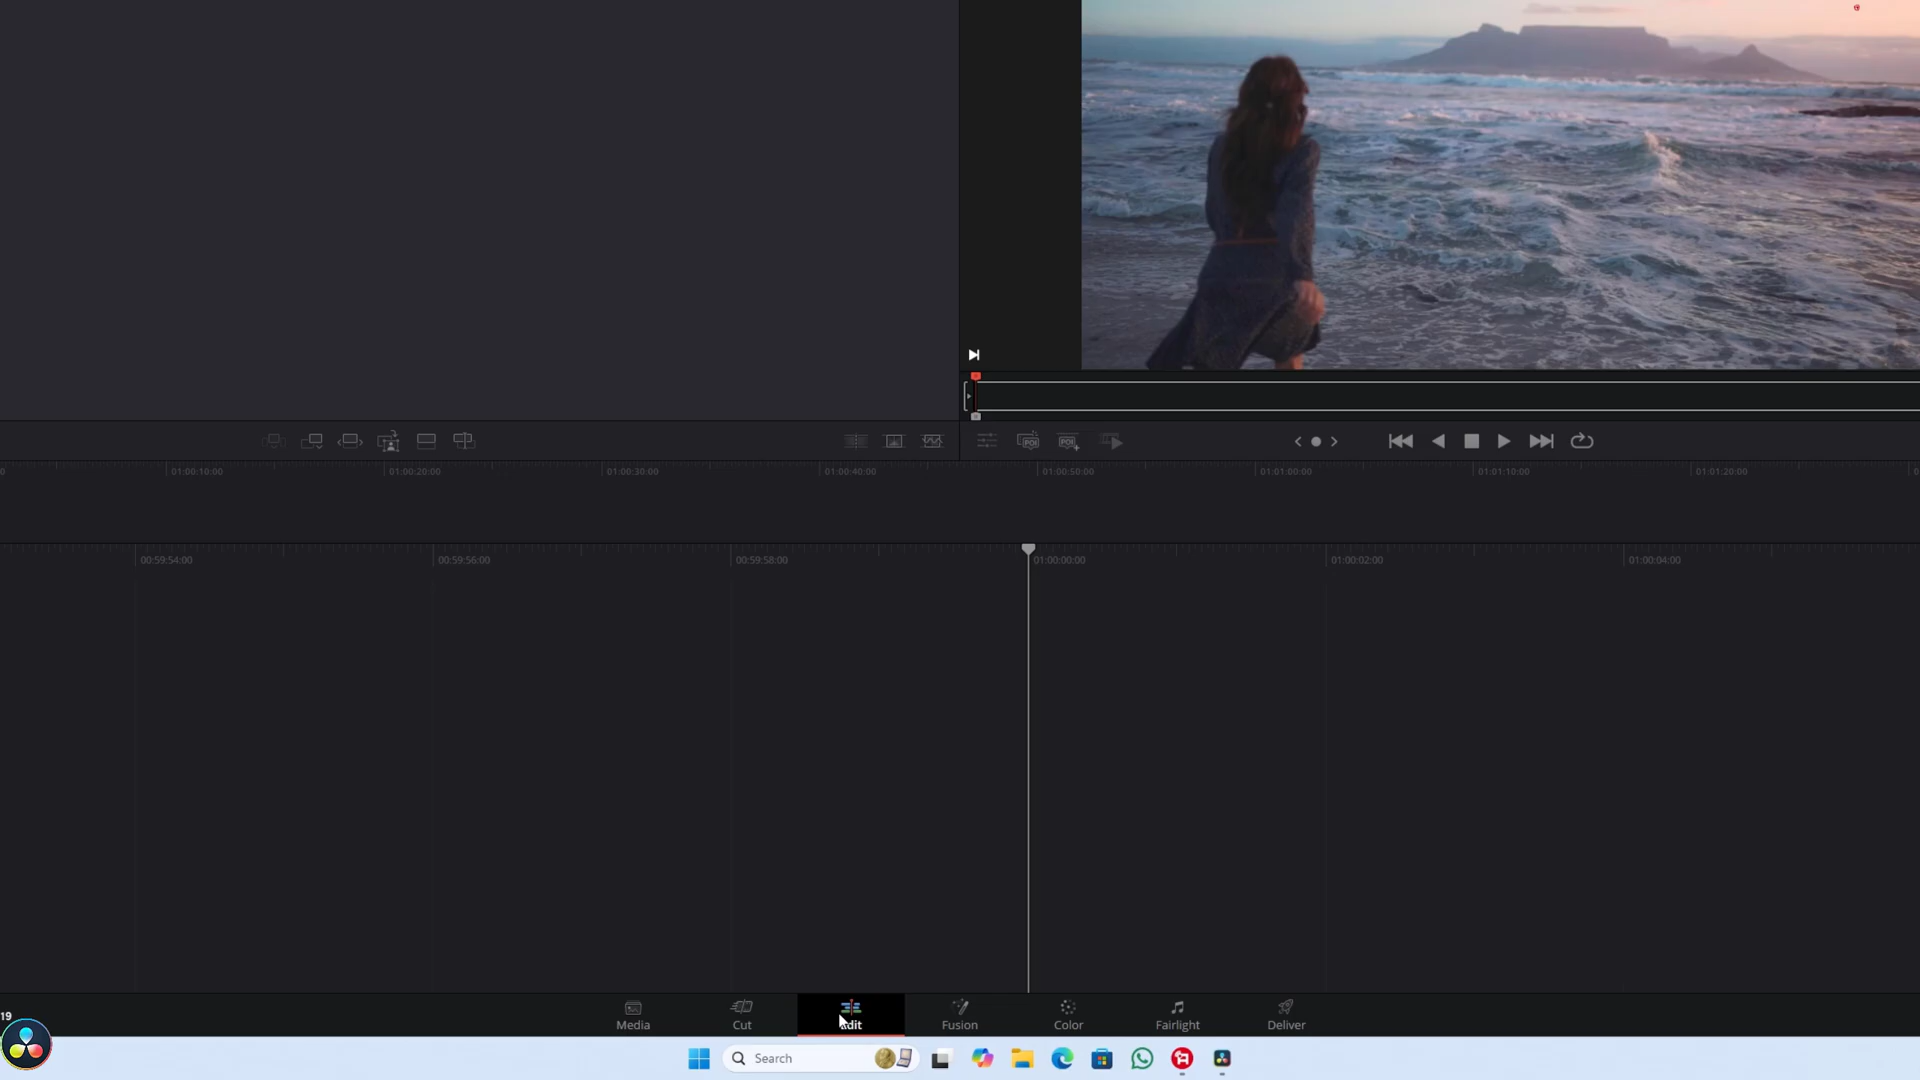 01:00:10:00 01:00:20:00 01:00:30:00 01:00:40:00 01:00:50:00 01:01:00:00 01:01:10:00 01:01:20:00
00:59:54:00 00:59:56:00 00:59:58:00 01:00:00:00 01:00:02:00 01:00:04:00
19
Media Cut Edit Fusion Color Fairlight Deliver
Search